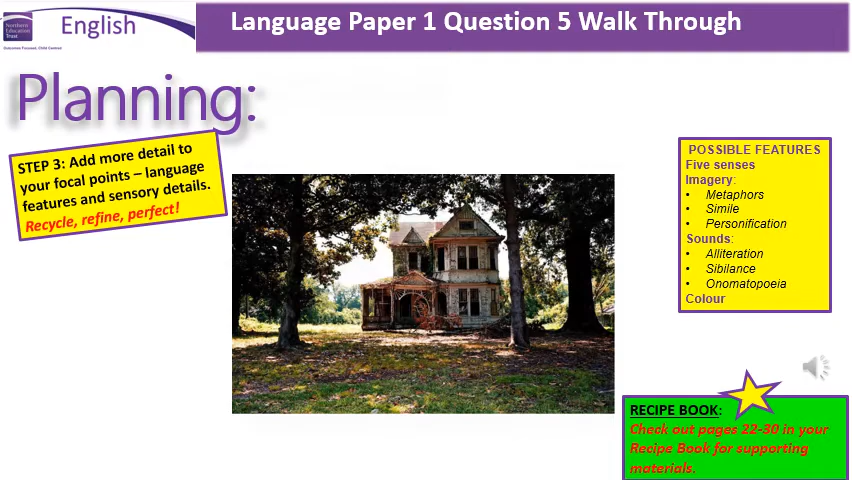 Northern
Education
Trust
English
Outcomes Focused, Child Centred
Language Paper 1 Question 5 Walk Through
Planning:
STEP 3: Add more detail to
your focal points – language
features and sensory details.
Recycle, refine, perfect!
POSSIBLE FEATURES
Five senses
Imagery:
• Metaphors
• Simile
• Personification
Sounds:
• Alliteration
• Sibilance
• Onomatopoeia
Colour
RECIPE BOOK:
Check out pages 22-30 in your
Recipe Book for supporting
materials.